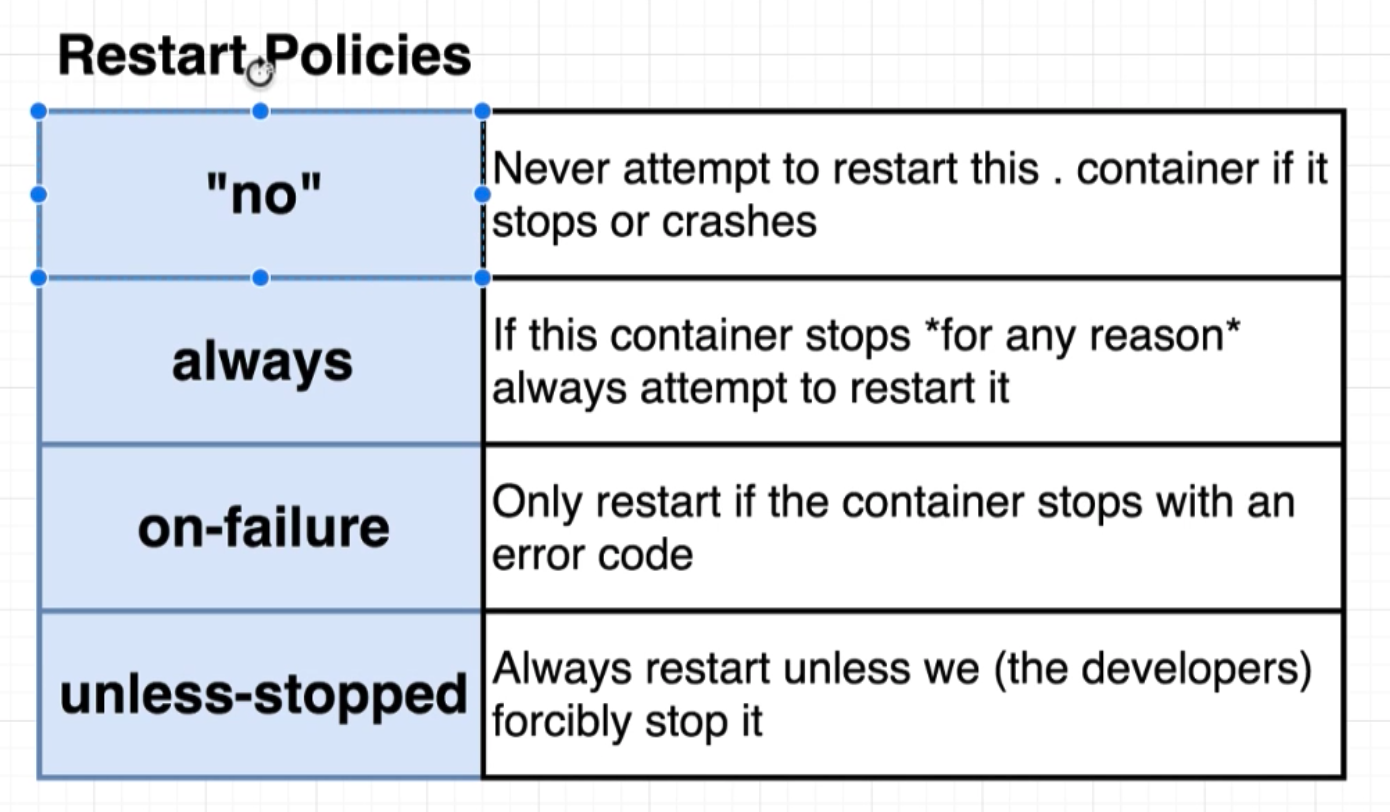 Restart Policies
"no"
Never attempt to restart this . container if it
stops or crashes
always
If this container stops *for any reason*
always attempt to restart it
on-failure
Only restart if the container stops with an
error code
unless-stopped
Always restart unless we (the developers)
forcibly stop it